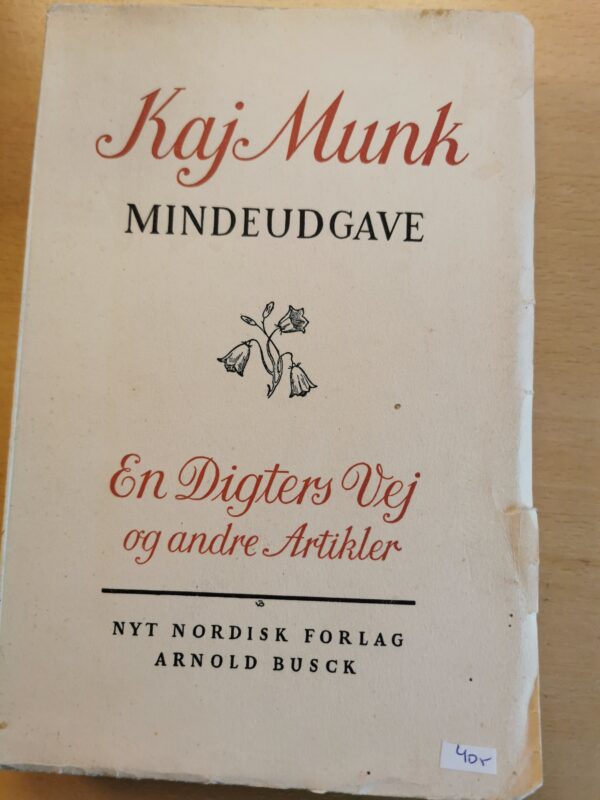 Kaj Munk
MINDEUDGAVE
En Digters Vej
og andre Artikler
NYT NORDISK FORLAG
ARNOLD BUSCK
40r